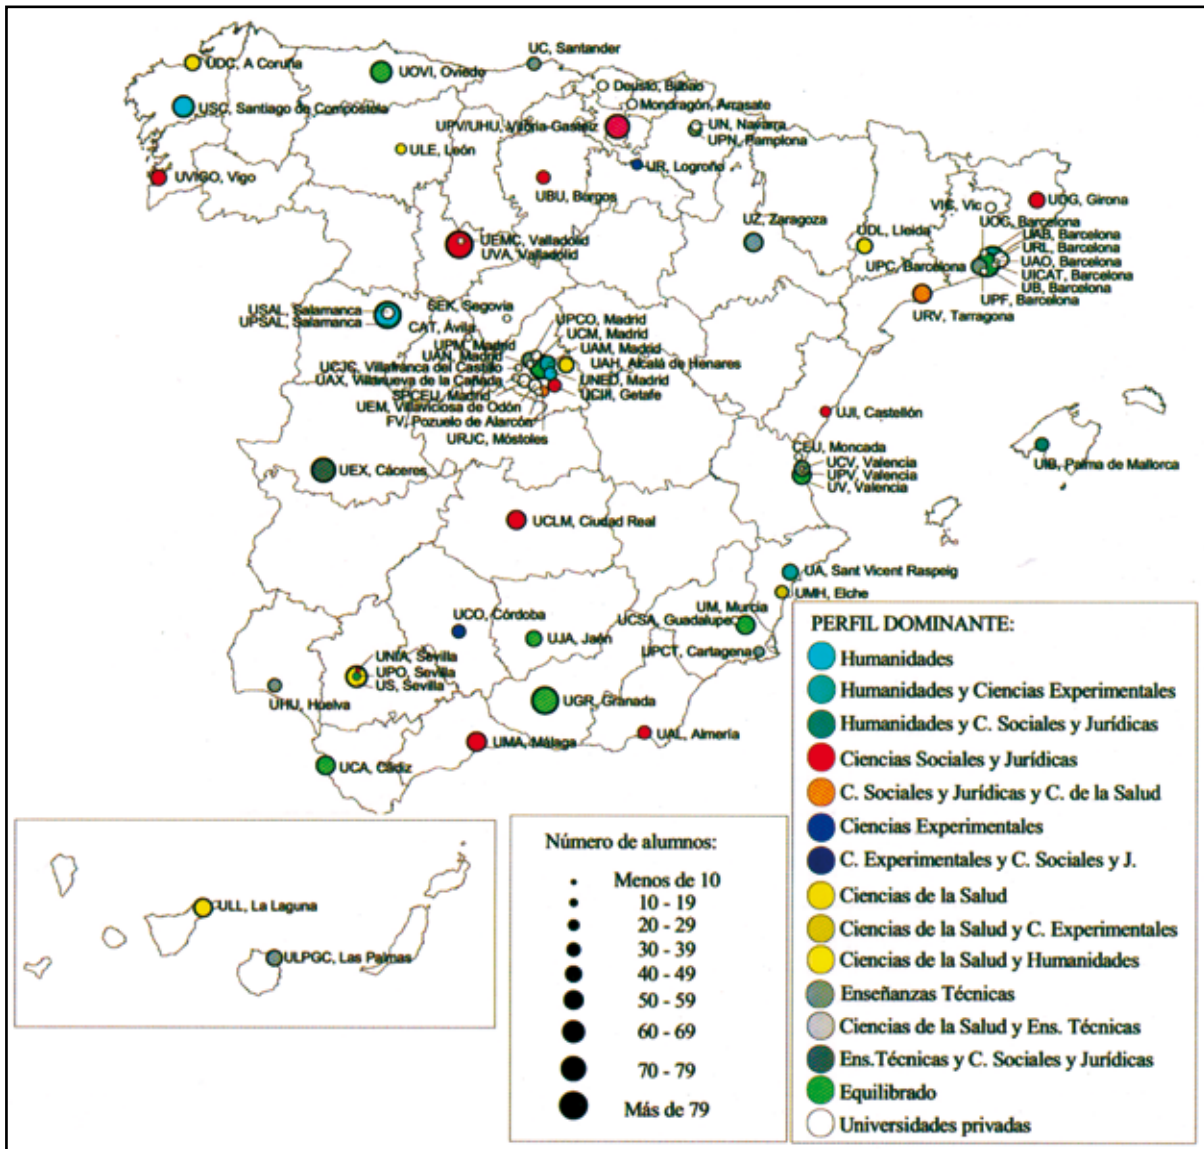 UC, Santander
UDC, A Coruña
UOVI, Oviedo
Deusto, Bilbao
USC, Santiago de Compostela
Mondragón, Arrasate
UPV/UHU, Vitoria-Gasteiz
UN, Navarra
UPN, Pamplona
ULE, León
UR, Logroño
UVIGO, Vigo
UBU, Burgos
VIC, Vic
UDG, Girona
UZ, Zaragoza
UDL, Lleida
UOC, Barcelona
UAB, Barcelona
URL, Barcelona
UEMC, Valladolid
UVA, Valladolid
UPC, Barcelona
UAO, Barcelona
UICAT, Barcelona
UB, Barcelona
UPF, Barcelona
URV, Tarragona
USAL, Salamanca
UPSAL, Salamanca
SEK, Segovia
CAT, Ávila
UPCO, Madrid
UCM, Madrid
UPM, Madrid
UAM, Madrid
UAN, Madrid
UAH, Alcalá de Henares
UCJC, Villafranca del Castillo
UAX, Villanueva de la Cañada
UNED, Madrid
SPCEU, Madrid
UCIII, Getafe
UEM, Villaviciosa de Odón
FV, Pozuelo de Alarcón
URJC, Móstoles
UJI, Castellón
CEU, Moncada
UCV, Valencia
UPV, Valencia
UV, Valencia
UIB, Palma de Mallorca
UEX, Cáceres
UCLM, Ciudad Real
UA, Sant Vicent Raspeig
UMH, Elche
UCO, Córdoba
UM, Murcia
UCSA, Guadalupe
UJA, Jaén
UPCT, Cartagena
UNIA, Sevilla
UPO, Sevilla
US, Sevilla
UHU, Huelva
UGR, Granada
UMA, Málaga
UAL, Almería
UCA, Cádiz
ULL, La Laguna
ULPGC, Las Palmas
Número de alumnos:
Menos de 10
10 - 19
20 - 29
30 - 39
40 - 49
50 - 59
60 - 69
70 - 79
Más de 79
PERFIL DOMINANTE:
Humanidades
Humanidades y Ciencias Experimentales
Humanidades y C. Sociales y Jurídicas
Ciencias Sociales y Jurídicas
C. Sociales y Jurídicas y C. de la Salud
Ciencias Experimentales
C. Experimentales y C. Sociales y J.
Ciencias de la Salud
Ciencias de la Salud y C. Experimentales
Ciencias de la Salud y Humanidades
Enseñanzas Técnicas
Ciencias de la Salud y Ens. Técnicas
Ens.Técnicas y C. Sociales y Jurídicas
Equilibrado
Universidades privadas